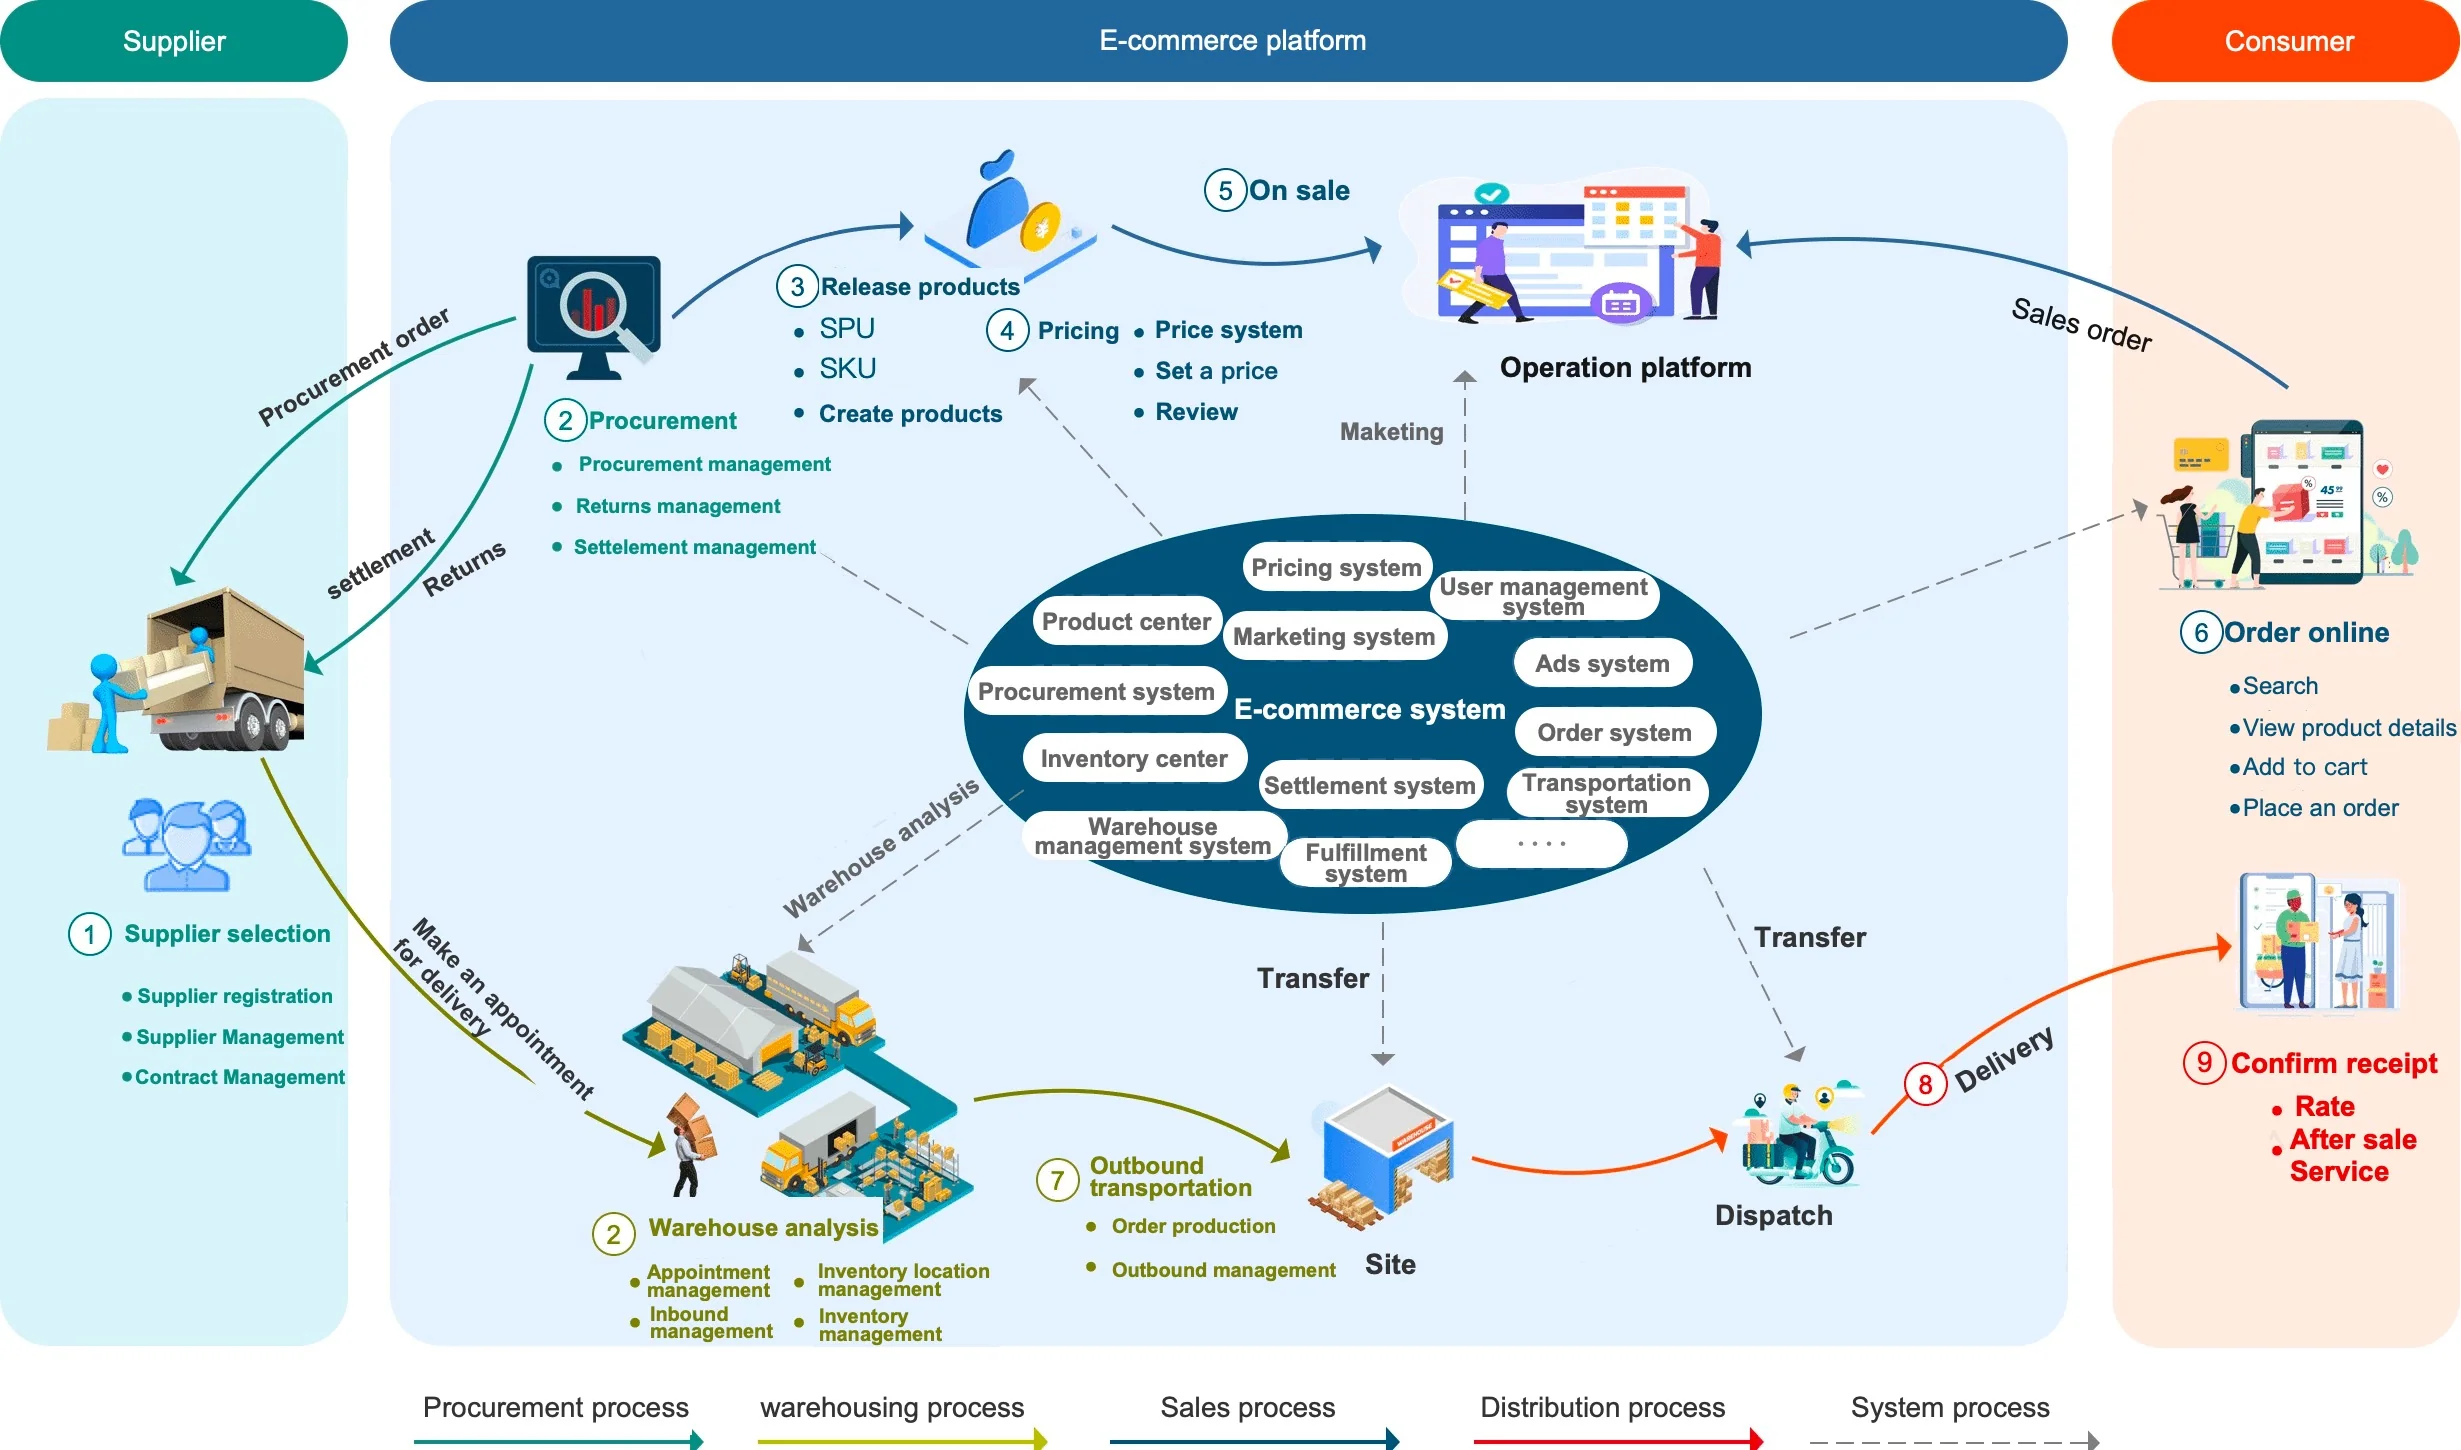 Supplier
E-commerce platform
Consumer
5 On sale
3 Release products
SPU
SKU
Create products
4 Pricing
Price system
Set a price
Review
Operation platform
Sales order
Procurement order
2 Procurement
Procurement management
Returns management
Settelement management
settlement
Returns
Maketing
Pricing system
User management
system
Product center
Marketing system
Ads system
Procurement system
E-commerce system
Order system
Inventory center
Settlement system
Transportation
system
Warehouse
management system
Fulfillment
system
....
%
45⁹⁹
%
6 Order online
Search
View product details
Add to cart
Place an order
1 Supplier selection
Supplier registration
Supplier Management
Contract Management
Make an appointment
for delivery
Warehouse analysis
Transfer
Transfer
WAREHOUSE
2 Warehouse analysis
Appointment
management
Inbound
management
Inventory location
management
Inventory
management
7 Outbound
transportation
Order production
Outbound management
Site
Dispatch
8 Delivery
9 Confirm receipt
Rate
After sale
Service
Procurement process
warehousing process
Sales process
Distribution process
System process